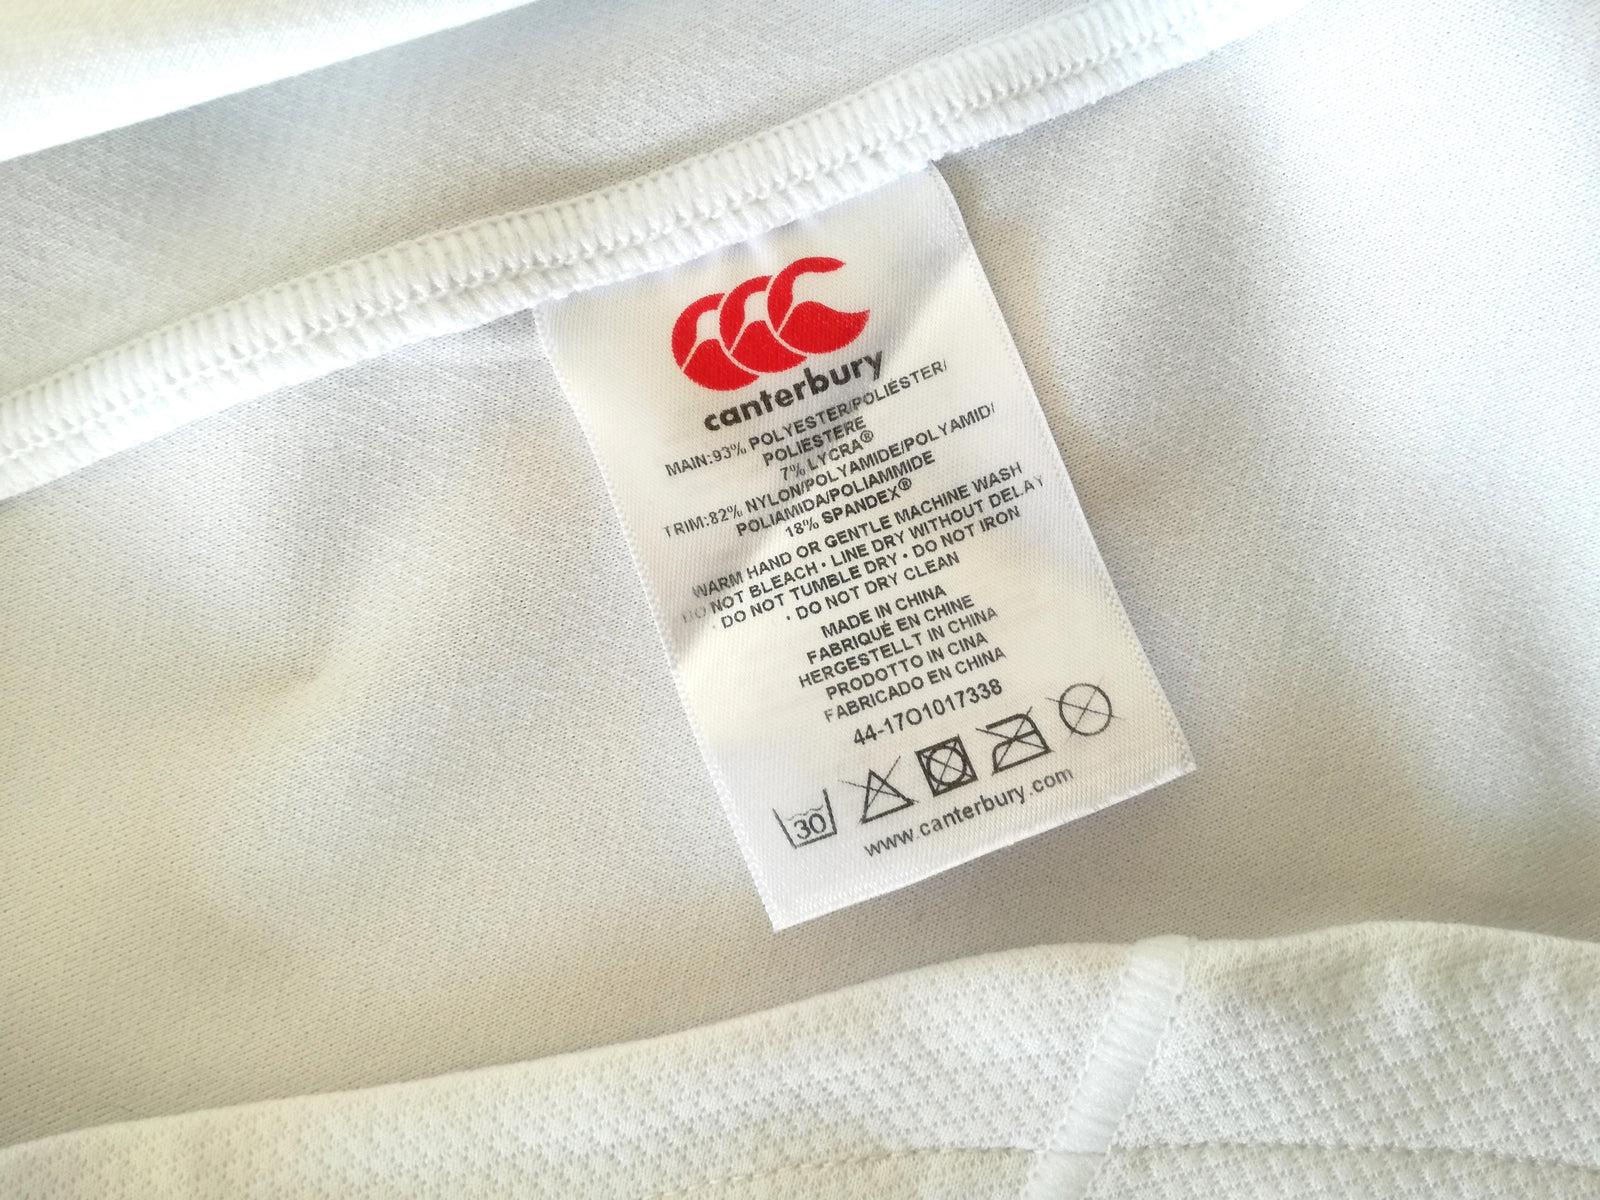 canterbury
MAIN:93% POLYESTER/POLIÉSTER/
POLIESTERE
7% LYCRA®
TRIM:82% NYLON/POLYAMIDE/POLYAMID/
POLIAMIDA/POLIAMMIDE
18% SPANDEX®
WARM HAND OR GENTLE MACHINE WASH
DO NOT BLEACH · LINE DRY WITHOUT DELAY
· DO NOT TUMBLE DRY · DO NOT IRON
· DO NOT DRY CLEAN
MADE IN CHINA
FABRIQUÉ EN CHINE
HERGESTELLT IN CHINA
PRODOTTO IN CINA
FABRICADO EN CHINA
44-17O1017338
30
www.canterbury.com